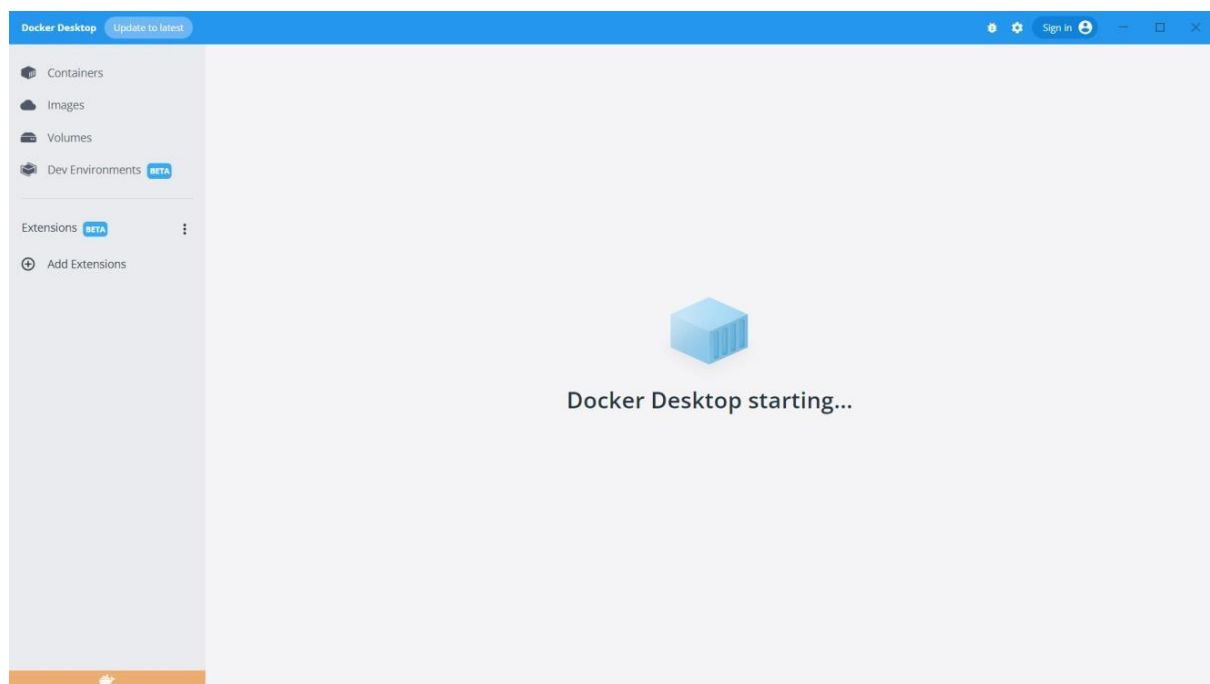 Docker Desktop Update to latest Sign in
Containers
Images
Volumes
Dev Environments BETA
Extensions BETA
Add Extensions
Docker Desktop starting...